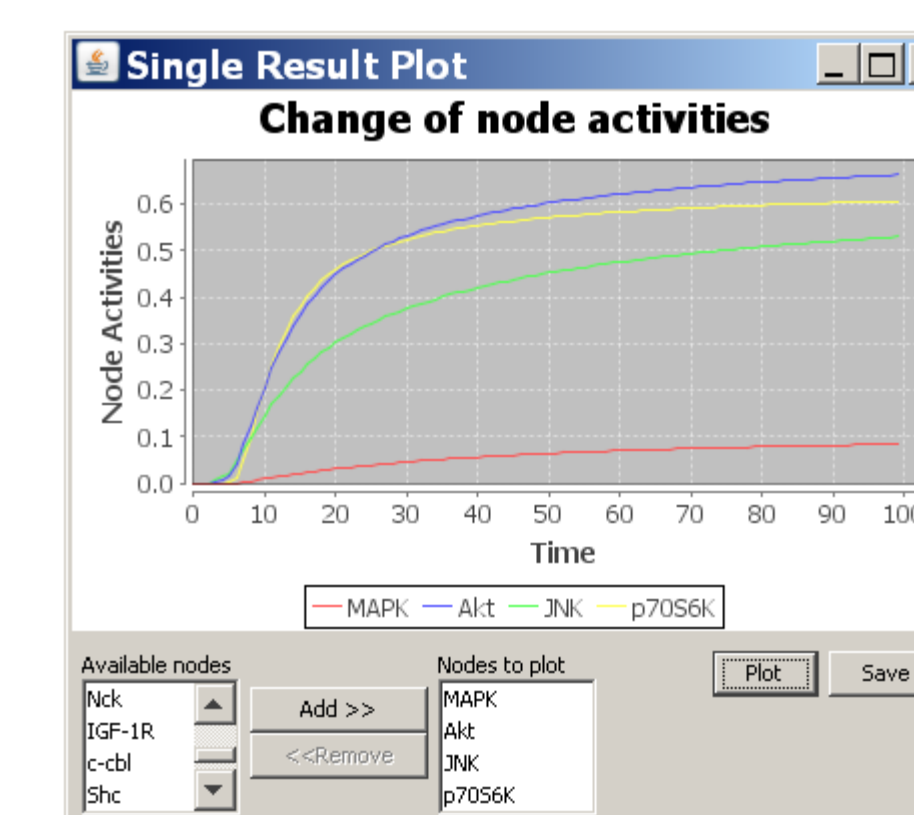 Single Result Plot
Change of node activities
Node Activities
0.6
0.5
0.4
0.3
0.2
0.1
0.0
0 10 20 30 40 50 60 70 80 90 100
Time
MAPK Akt JNK p70S6K
Available nodes
Nodes to plot
Plot
Save
Nck
IGF-1R
c-cbl
Shc
Add >>
<<Remove
MAPK
Akt
JNK
p70S6K